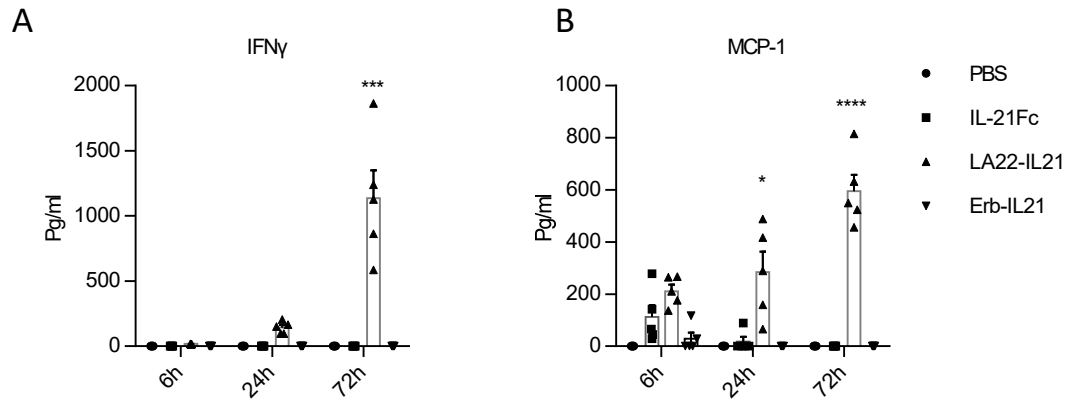 A
IFNγ
Pg/ml
2000
1500
1000
500
0
***
6h
24h
72h
B
MCP-1
Pg/ml
1000
800
600
400
200
0
*
****
6h
24h
72h
PBS
IL-21Fc
LA22-IL21
Erb-IL21